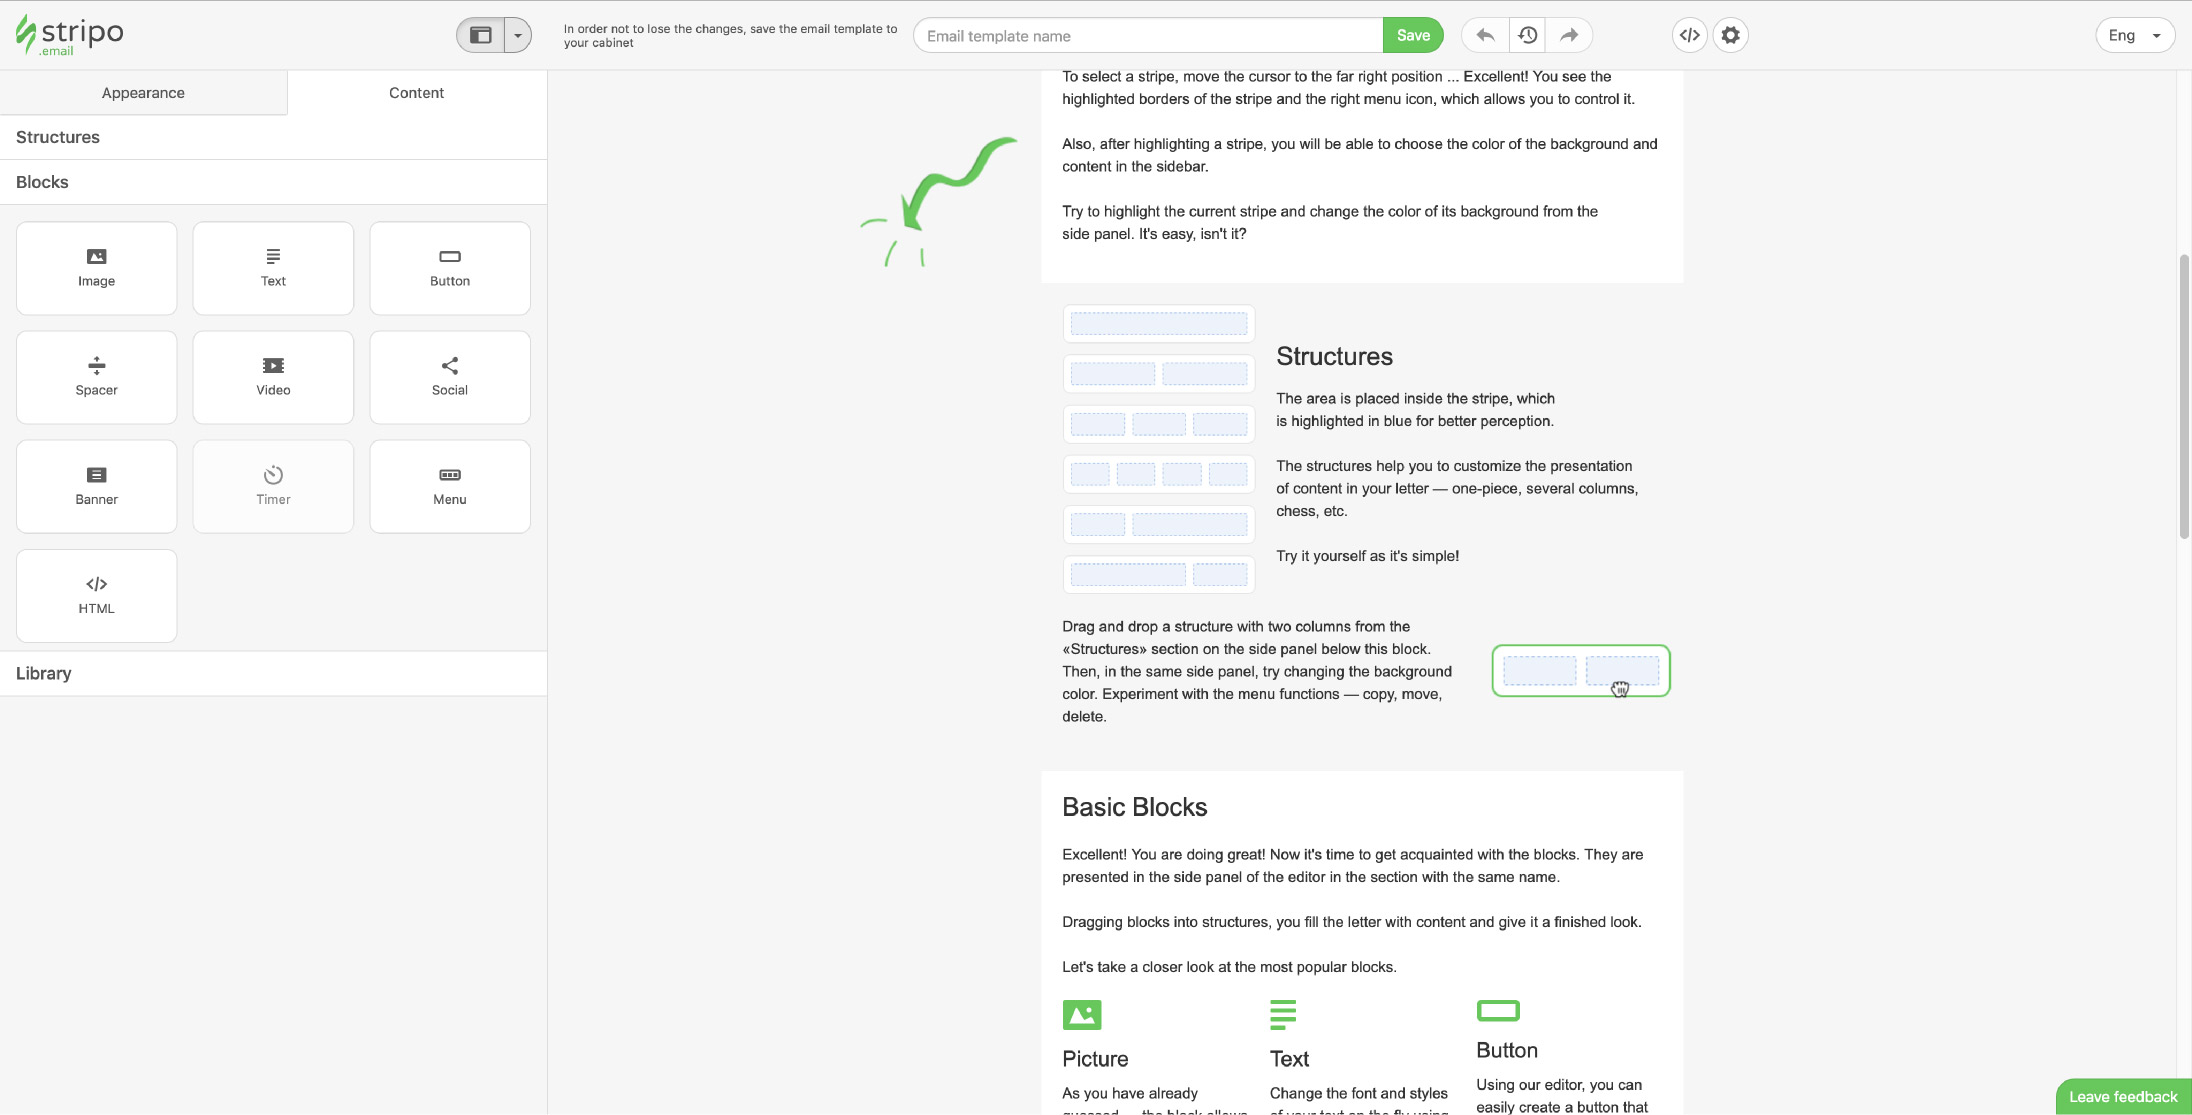 stripo
.email
In order not to lose the changes, save the email template to
your cabinet
Email template name
Save
Eng
Appearance
Content
Structures
Blocks
Image
Text
Button
Spacer
Video
Social
Banner
Timer
Menu
HTML
Library
To select a stripe, move the cursor to the far right position ... Excellent! You see the
highlighted borders of the stripe and the right menu icon, which allows you to control it.
Also, after highlighting a stripe, you will be able to choose the color of the background and
content in the sidebar.
Try to highlight the current stripe and change the color of its background from the
side panel. It's easy, isn't it?
Structures
The area is placed inside the stripe, which
is highlighted in blue for better perception.
The structures help you to customize the presentation
of content in your letter — one-piece, several columns,
chess, etc.
Try it yourself as it's simple!
Drag and drop a structure with two columns from the
«Structures» section on the side panel below this block.
Then, in the same side panel, try changing the background
color. Experiment with the menu functions — copy, move,
delete.
Basic Blocks
Excellent! You are doing great! Now it's time to get acquainted with the blocks. They are
presented in the side panel of the editor in the section with the same name.
Dragging blocks into structures, you fill the letter with content and give it a finished look.
Let's take a closer look at the most popular blocks.
Picture
As you have already
Text
Change the font and styles
Button
Using our editor, you can
easily create a button that
Leave feedback